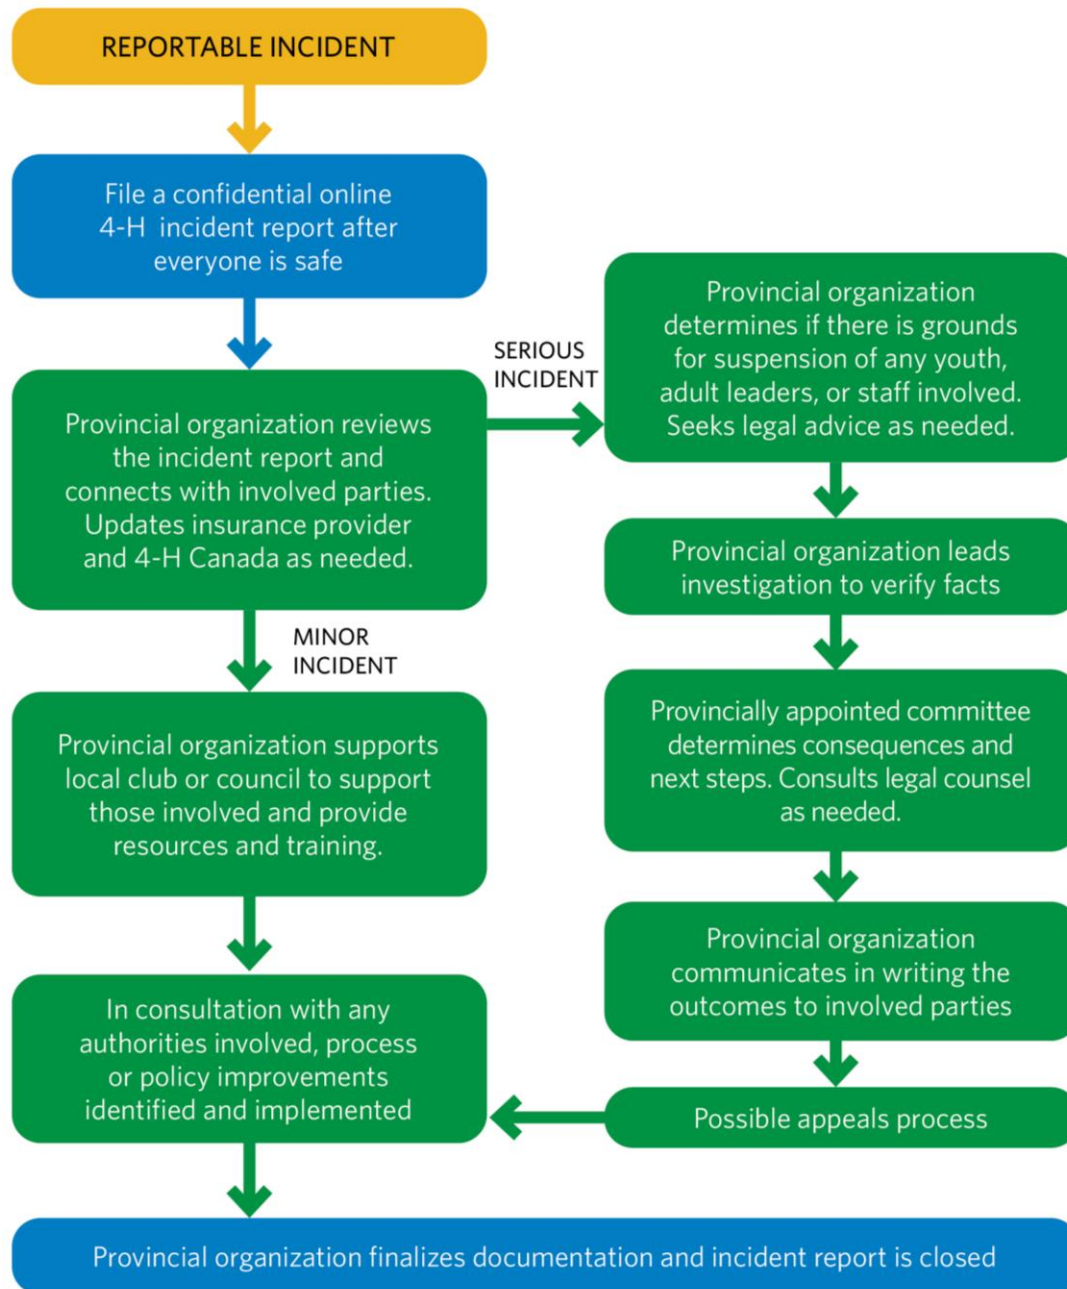 REPORTABLE INCIDENT
File a confidential online
4-H incident report after
everyone is safe
Provincial organization reviews
the incident report and
connects with involved parties.
Updates insurance provider
and 4-H Canada as needed.
SERIOUS
INCIDENT
Provincial organization
determines if there is grounds
for suspension of any youth,
adult leaders, or staff involved.
Seeks legal advice as needed.
Provincial organization leads
investigation to verify facts
Provincially appointed committee
determines consequences and
next steps. Consults legal counsel
as needed.
Provincial organization
communicates in writing the
outcomes to involved parties
Possible appeals process
MINOR
INCIDENT
Provincial organization supports
local club or council to support
those involved and provide
resources and training.
In consultation with any
authorities involved, process
or policy improvements
identified and implemented
Provincial organization finalizes documentation and incident report is closed